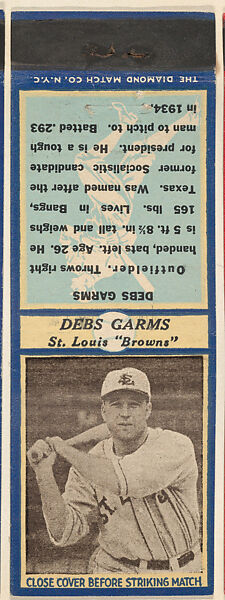 THE DIAMOND MATCH CO. N.Y.C.
DEBS GARMS
Outfielder. Throws right
handed, bats left. Age 26. He
is 5 ft. 8½ in. tall and weighs
165 lbs. Lives in Bangs,
Texas. Was named after the
former Socialistic candidate
for president. He is a tough
man to pitch to. Batted .293
in 1934.
DEBS GARMS
St. Louis "Browns"
STL
ST. L
CLOSE COVER BEFORE STRIKING MATCH